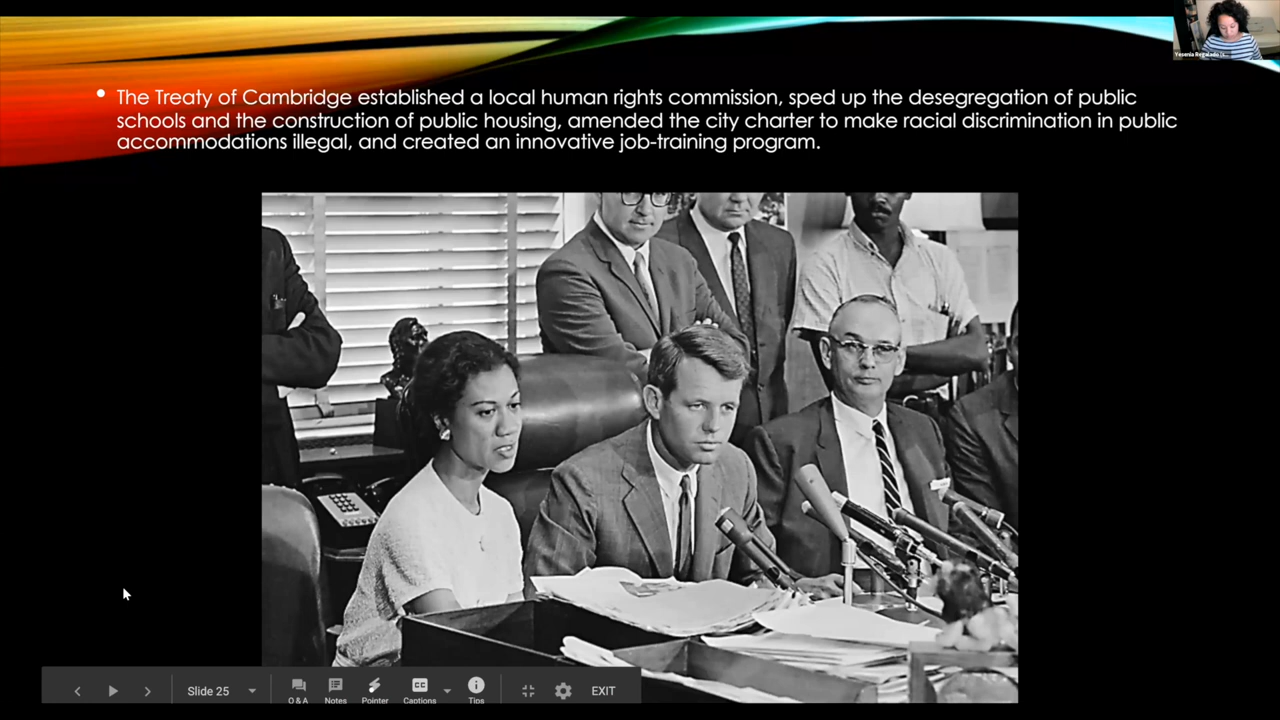 • The Treaty of Cambridge established a local human rights commission, sped up the desegregation of public
schools and the construction of public housing, amended the city charter to make racial discrimination in public
accommodations illegal, and created an innovative job-training program.
Yesenia Regalado
Slide 25
Q & A
Notes
Pointer
Captions
Tips
EXIT